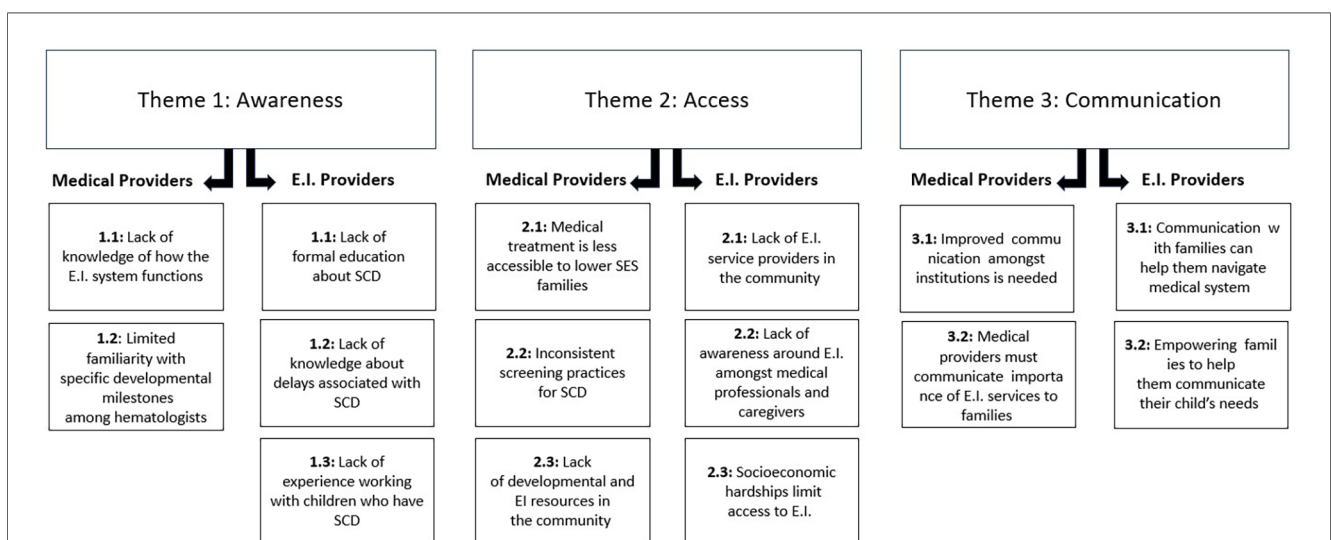 Theme 1: Awareness
Medical Providers
E.I. Providers
1.1: Lack of
knowledge of how the
E.I. system functions
1.1: Lack of
formal education
about SCD
1.2: Limited
familiarity with
specific developmental
milestones
among hematologists
1.2: Lack of
knowledge about
delays associated with
SCD
1.3: Lack of
experience working
with children who have
SCD
Theme 2: Access
Medical Providers
E.I. Providers
2.1: Medical
treatment is less
accessible to lower SES
families
2.1: Lack of E.I.
service providers in
the community
2.2: Inconsistent
screening practices
for SCD
2.2: Lack of
awareness around E.I.
amongst medical
professionals and
caregivers
2.3: Lack
of developmental and
EI resources in
the community
2.3: Socioeconomic
hardships limit
access to E.I.
Theme 3: Communication
Medical Providers
E.I. Providers
3.1: Improved commu
nication amongst
institutions is needed
3.1: Communication w
ith families can
help them navigate
medical system
3.2: Medical
providers must
communicate importa
nce of E.I. services to
families
3.2: Empowering famil
ies to help
them communicate
their child's needs